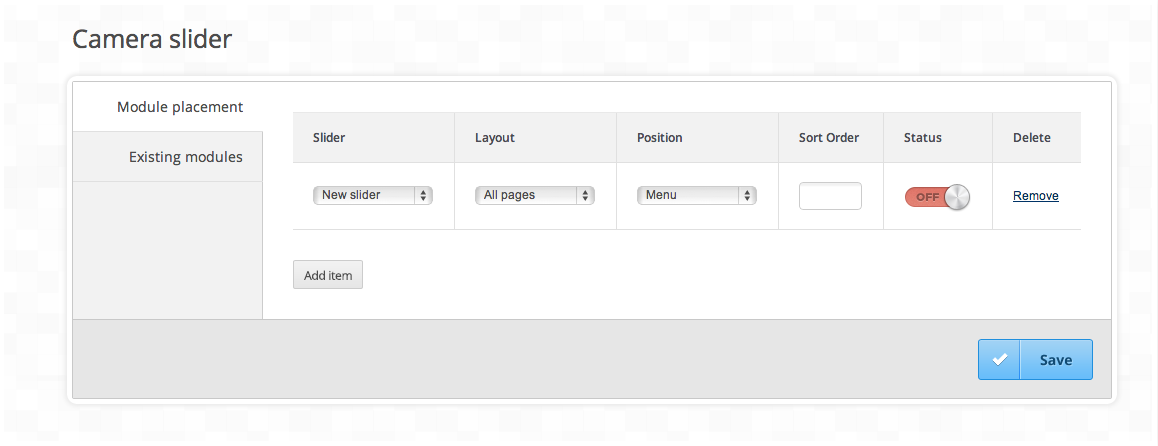 Camera slider
Module placement
Existing modules
Slider Layout Position Sort Order Status Delete
New slider All pages Menu OFF Remove
Add item
Save